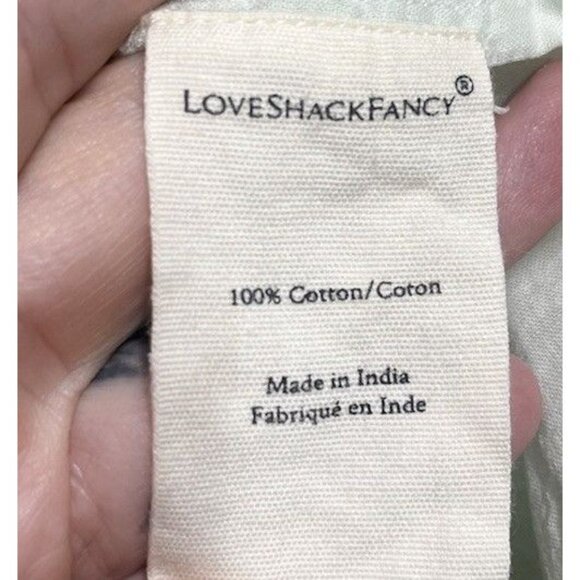 LOVESHACKFANCY®
100% Cotton/Coton
Made in India
Fabriqué en Inde